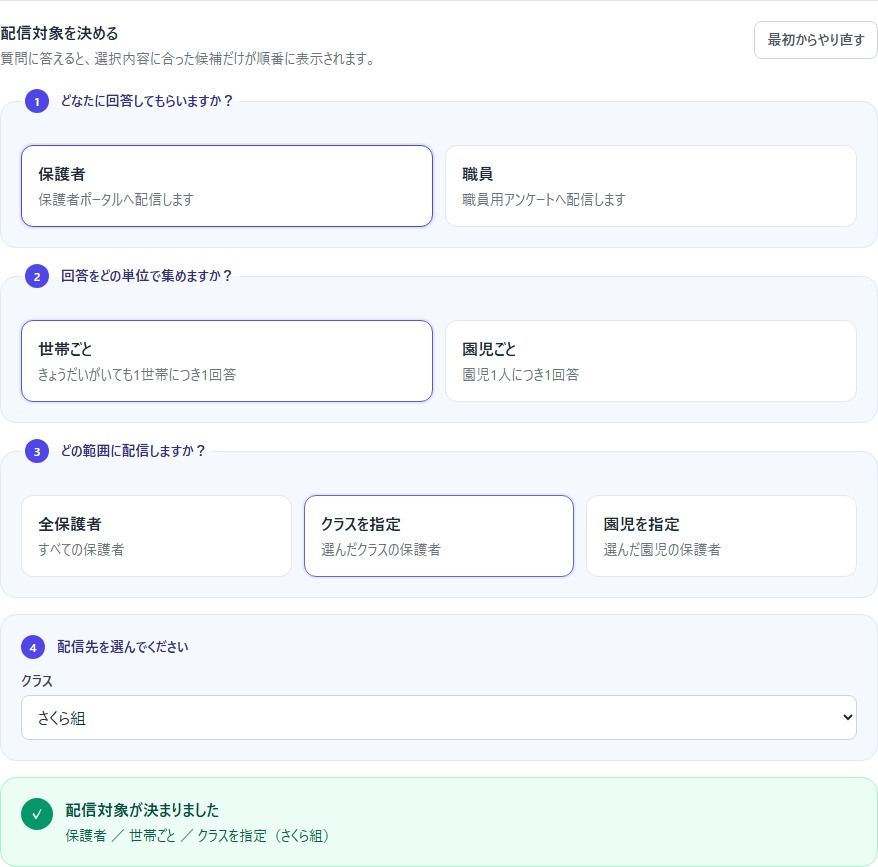 配信対象を決める
最初からやり直す
質問に答えると、選択内容に合った候補だけが順番に表示されます。
1 どなたに回答してもらいますか？
保護者
保護者ポータルへ配信します
職員
職員用アンケートへ配信します
2 回答をどの単位で集めますか？
世帯ごと
きょうだいがいても1世帯につき1回答
園児ごと
園児1人につき1回答
3 どの範囲に配信しますか？
全保護者
すべての保護者
クラスを指定
選んだクラスの保護者
園児を指定
選んだ園児の保護者
4 配信先を選んでください
クラス
さくら組
配信対象が決まりました
保護者 ／ 世帯ごと ／ クラスを指定（さくら組）